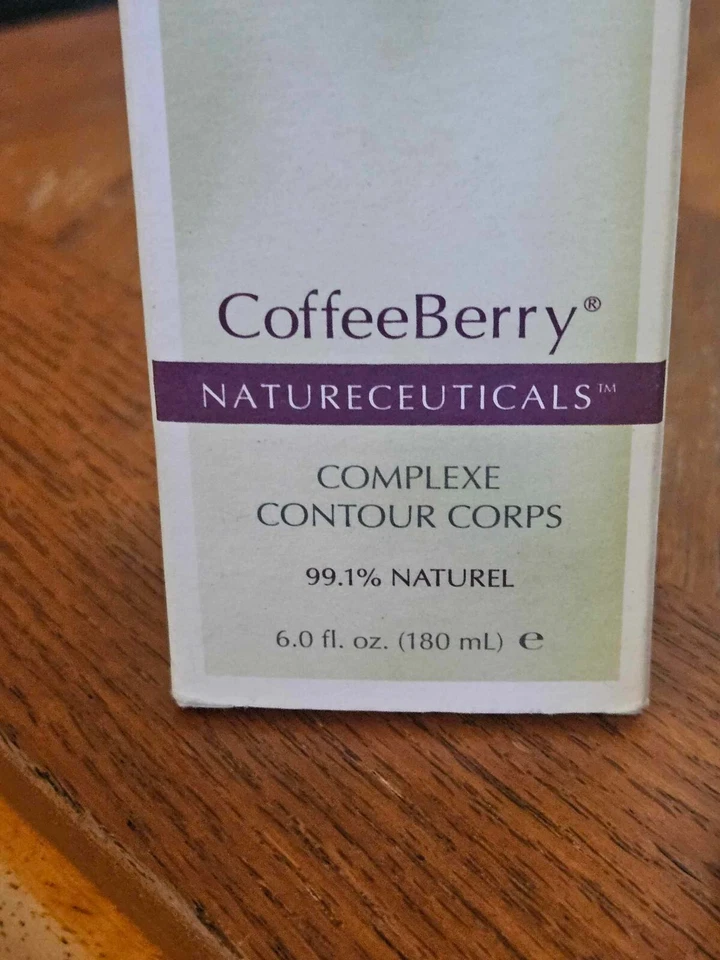 CoffeeBerry®
NATURECEUTICALS™
COMPLEXE
CONTOUR CORPS
99.1% NATUREL
6.0 fl. oz. (180 mL) ℮